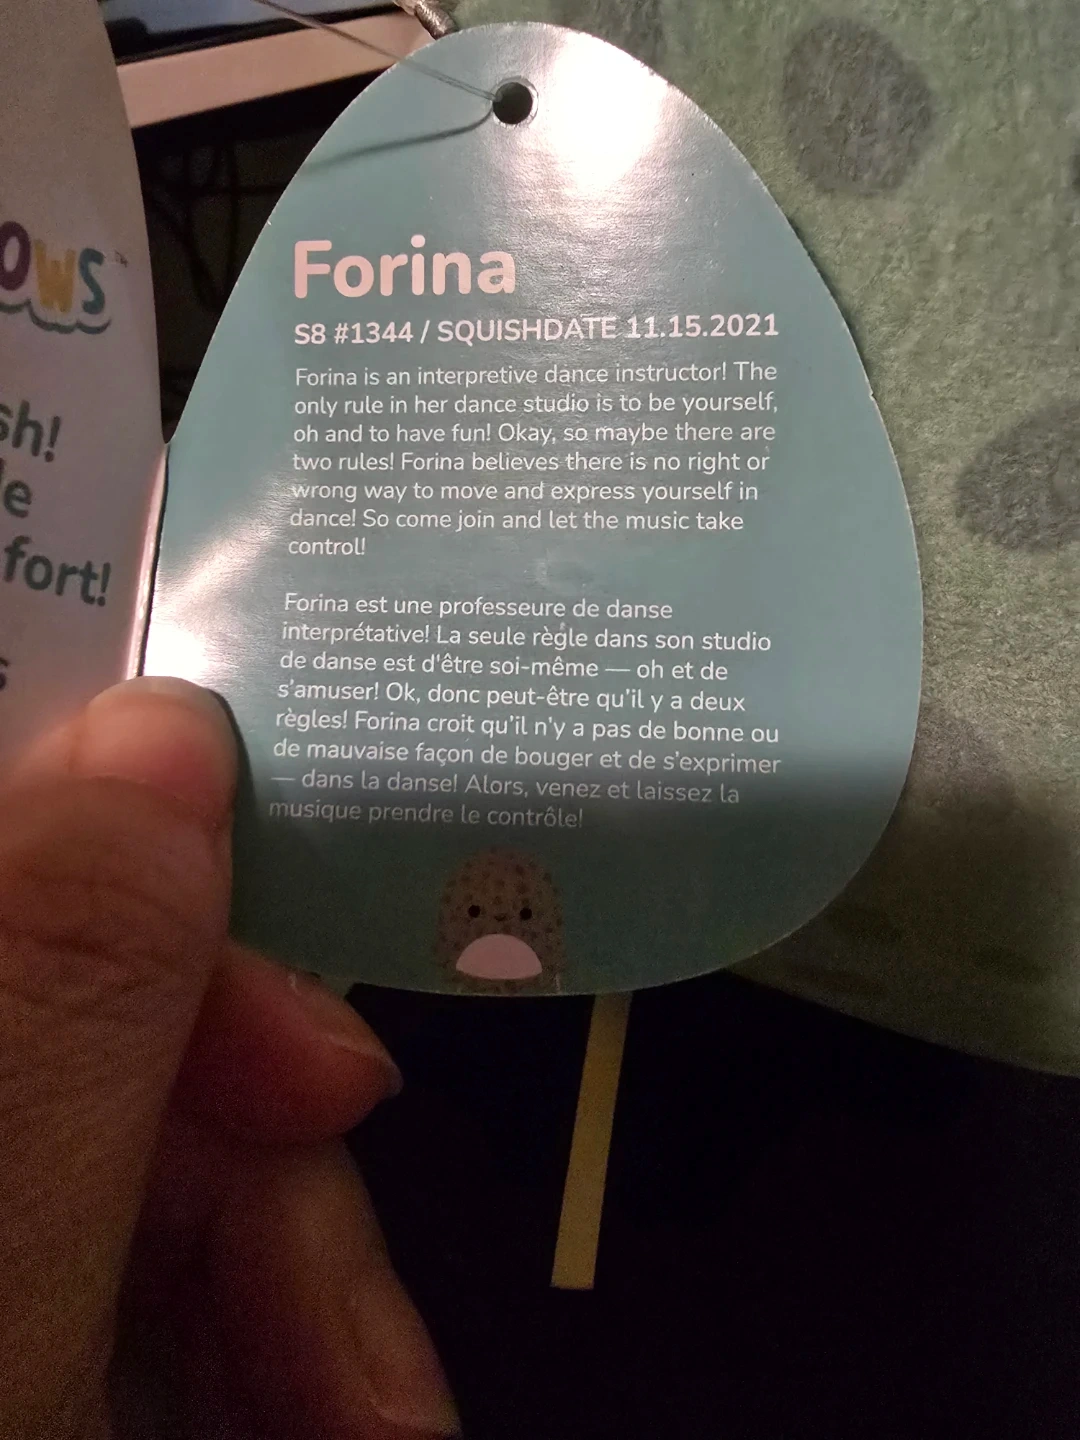 OWS™
sh!
le
fort!
s
Forina
S8 #1344 / SQUISHDATE 11.15.2021
Forina is an interpretive dance instructor! The
only rule in her dance studio is to be yourself,
oh and to have fun! Okay, so maybe there are
two rules! Forina believes there is no right or
wrong way to move and express yourself in
dance! So come join and let the music take
control!
Forina est une professeure de danse
interprétative! La seule règle dans son studio
de danse est d'être soi-même — oh et de
s'amuser! Ok, donc peut-être qu'il y a deux
règles! Forina croit qu'il n'y a pas de bonne ou
de mauvaise façon de bouger et de s'exprimer
— dans la danse! Alors, venez et laissez la
musique prendre le contrôle!